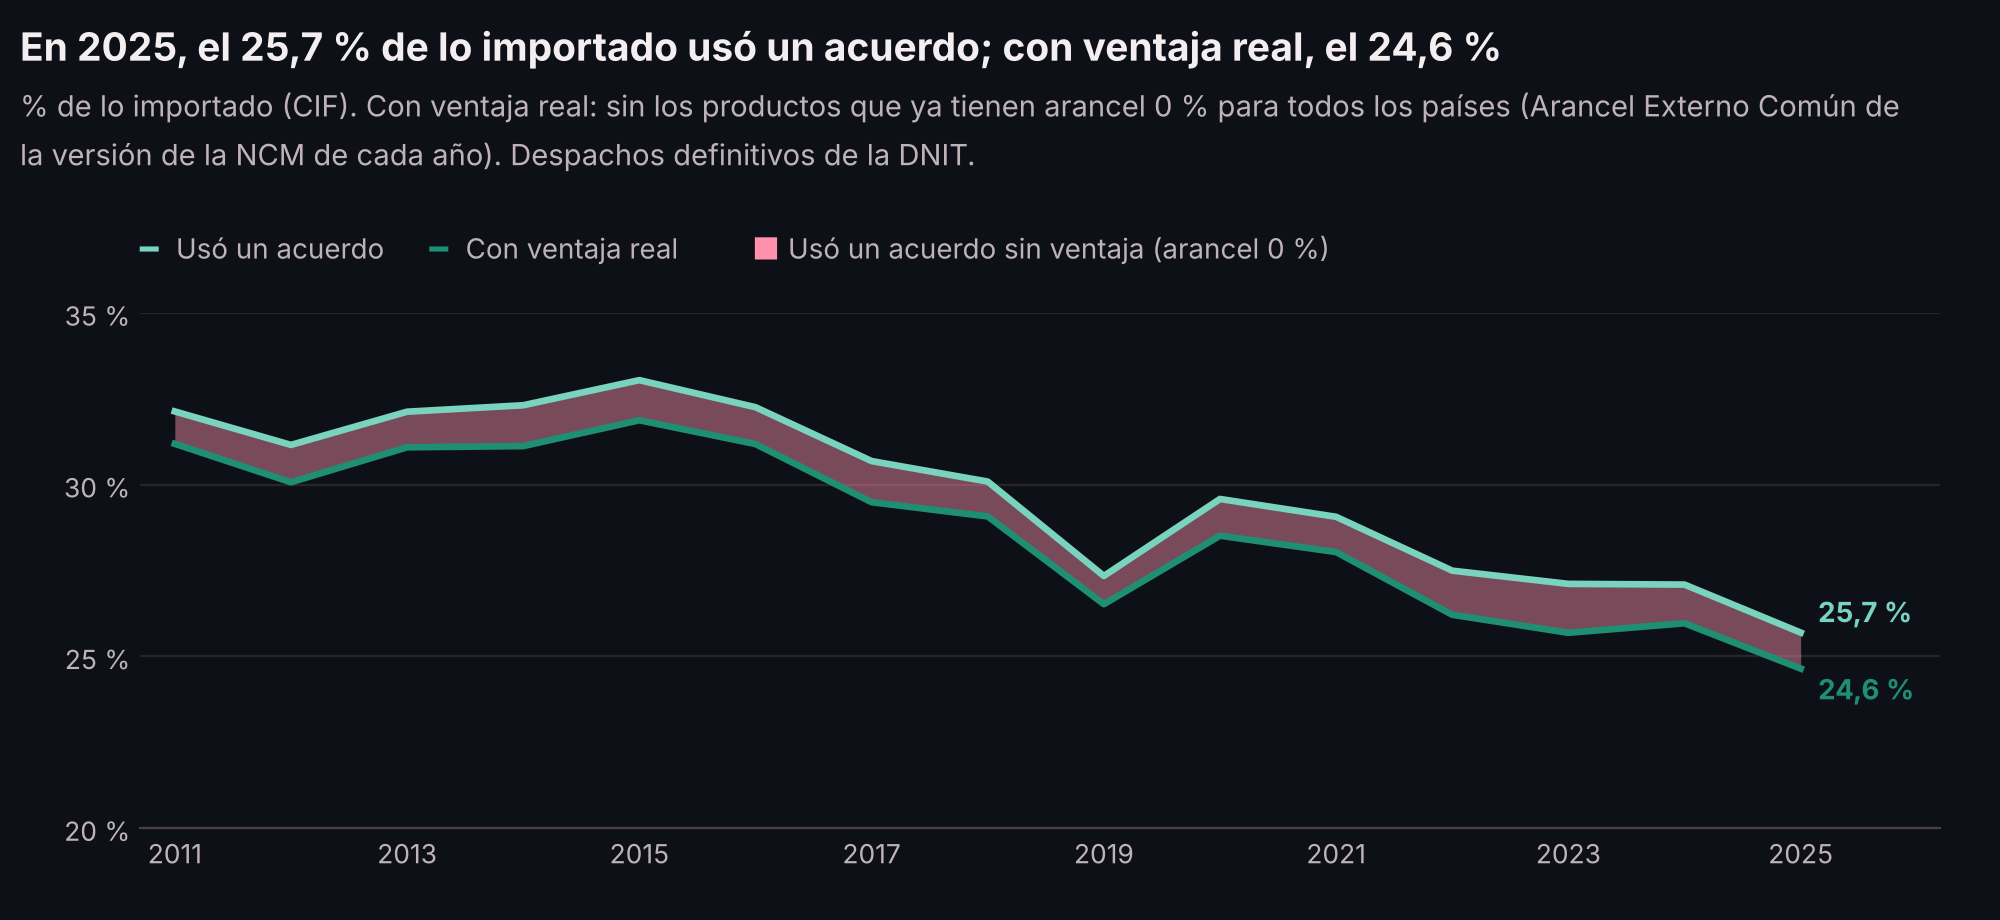 En 2025, el 25,7 % de lo importado usó un acuerdo; con ventaja real, el 24,6 %
% de lo importado (CIF). Con ventaja real: sin los productos que ya tienen arancel 0 % para todos los países (Arancel Externo Común de
la versión de la NCM de cada año). Despachos definitivos de la DNIT.
Usó un acuerdo
Con ventaja real
Usó un acuerdo sin ventaja (arancel 0 %)
35 %
30 %
25 %
20 %
25,7 %
24,6 %
2011
2013
2015
2017
2019
2021
2023
2025